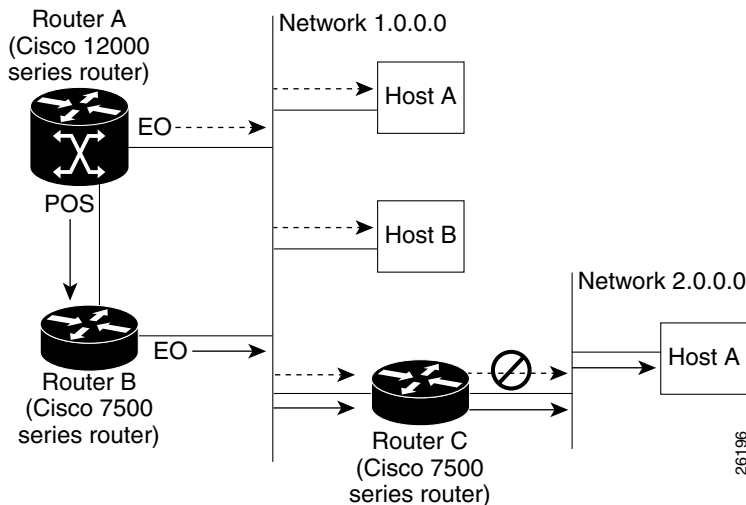 Router A
(Cisco 12000
series router)
Network 1.0.0.0
Host A
EO
POS
Host B
Network 2.0.0.0
Host A
EO
Router B
(Cisco 7500
series router)
Router C
(Cisco 7500
series router)
26196